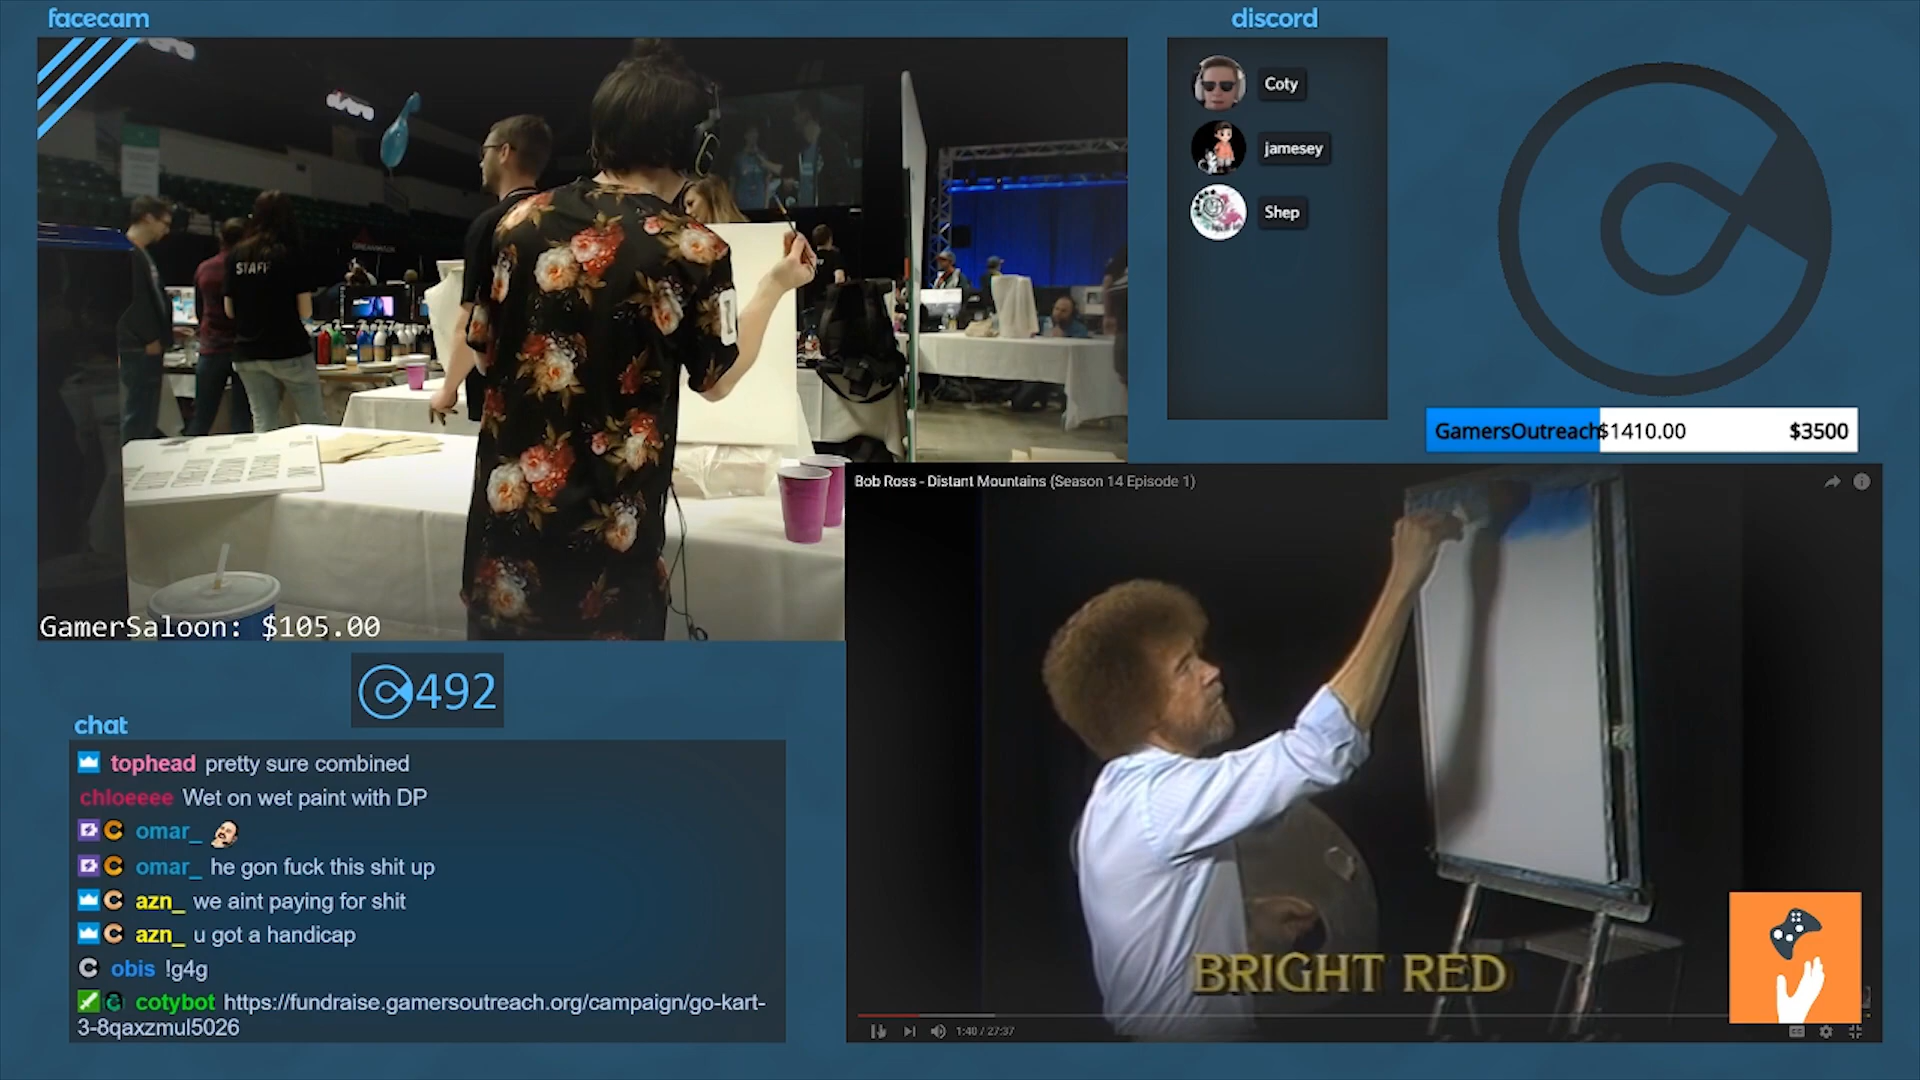 facecam
discord
Coty
jamesey
Shep
STAFF
GamersOutreach $1410.00 $3500
Bob Ross - Distant Mountains (Season 14 Episode 1)
GamerSaloon: $105.00
492
chat
tophead pretty sure combined
chloeeee Wet on wet paint with DP
omar_
omar_ he gon fuck this shit up
azn_ we aint paying for shit
azn_ u got a handicap
obis !g4g
cotybot https://fundraise.gamersoutreach.org/campaign/go-kart-
3-8qaxzmul5026
BRIGHT RED
1:40 / 27:37